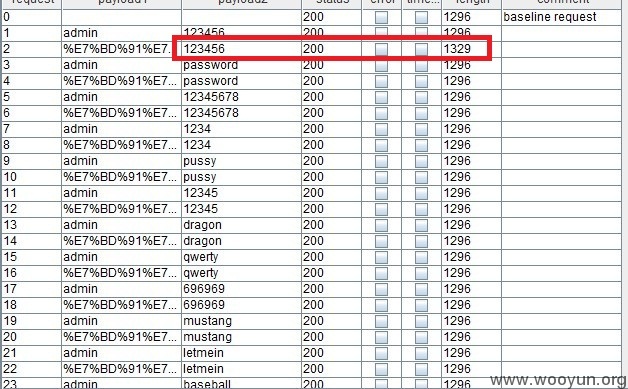 request payload1 payload2 status error time... length comment
0 200 1296 baseline request
1 admin 123456 200 1296
2 %E7%BD%91%E7... 123456 200 1329
3 admin password 200 1296
4 %E7%BD%91%E7... password 200 1296
5 admin 12345678 200 1296
6 %E7%BD%91%E7... 12345678 200 1296
7 admin 1234 200 1296
8 %E7%BD%91%E7... 1234 200 1296
9 admin pussy 200 1296
10 %E7%BD%91%E7... pussy 200 1296
11 admin 12345 200 1296
12 %E7%BD%91%E7... 12345 200 1296
13 admin dragon 200 1296
14 %E7%BD%91%E7... dragon 200 1296
15 admin qwerty 200 1296
16 %E7%BD%91%E7... qwerty 200 1296
17 admin 696969 200 1296
18 %E7%BD%91%E7... 696969 200 1296
19 admin mustang 200 1296
20 %E7%BD%91%E7... mustang 200 1296
21 admin letmein 200 1296
22 %E7%BD%91%E7... letmein 200 1296
23 admin baseball 200 1296
www.wooyun.org